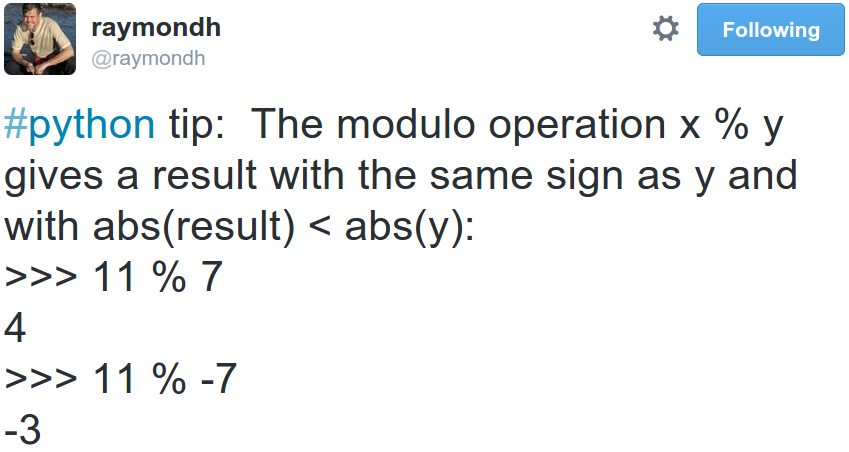 raymondh
@raymondh
Following
#python tip:  The modulo operation x % y
gives a result with the same sign as y and
with abs(result) < abs(y):
>>> 11 % 7
4
>>> 11 % -7
-3